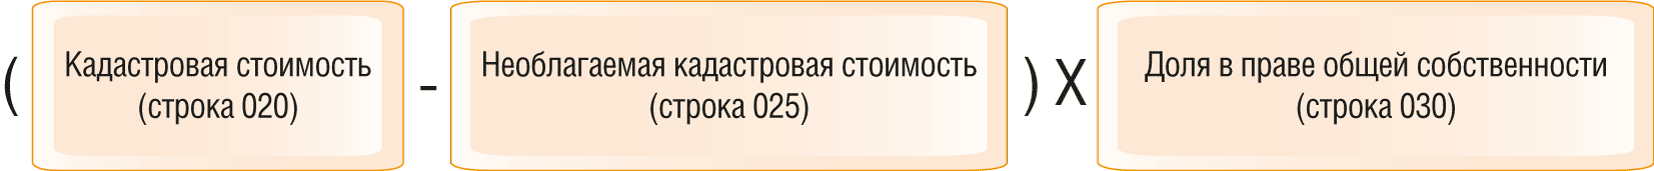 ( Кадастровая стоимость
(строка 020)
-
Необлагаемая кадастровая стоимость
(строка 025)
) X
Доля в праве общей собственности
(строка 030)